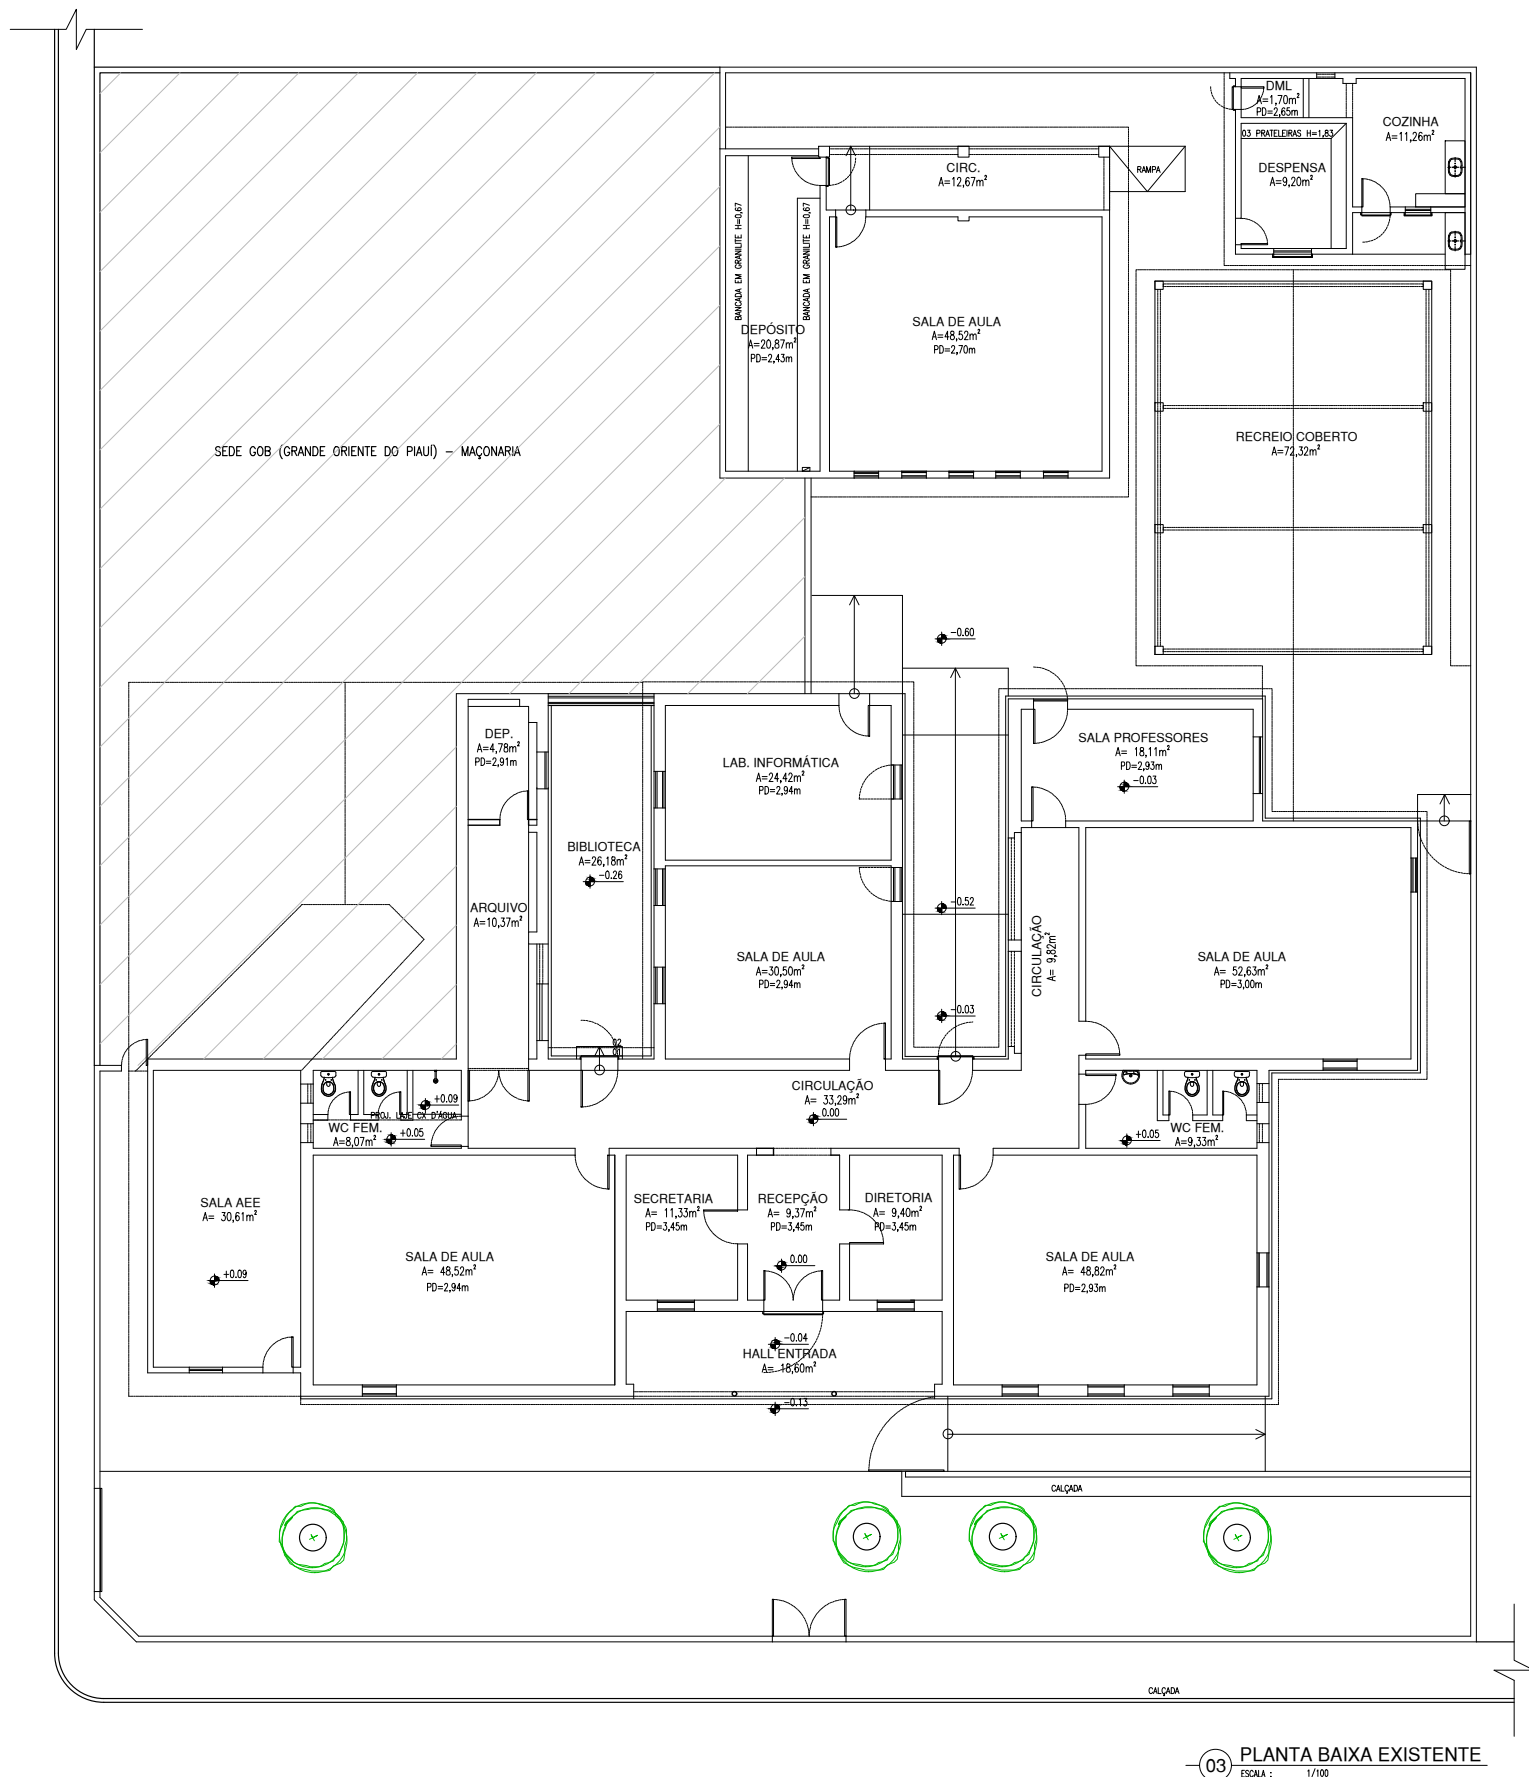 DML
A=1,70m²
PD=2,65m
COZINHA
A=11,26m²
03 PRATELEIRAS H=1,83
DESPENSA
A=9,20m²
CIRC.
A=12,67m²
RAMPA
BANCADA EM GRANILITE H=0,67
BANCADA EM GRANILITE H=0,67
DEPÓSITO
A=20,87m²
PD=2,43m
SALA DE AULA
A=48,52m²
PD=2,70m
RECREIO COBERTO
A=72,32m²
SEDE GOB (GRANDE ORIENTE DO PIAUÍ) - MAÇONARIA
-0.60
DEP.
A=4,78m²
PD=2,91m
LAB. INFORMÁTICA
A=24,42m²
PD=2,94m
SALA PROFESSORES
A= 18,11m²
PD=2,93m
-0.03
BIBLIOTECA
A=26,18m²
-0.26
ARQUIVO
A=10,37m²
-0.52
SALA DE AULA
A=30,50m²
PD=2,94m
CIRCULAÇÃO
A= 9,82m²
SALA DE AULA
A= 52,63m²
PD=3,00m
-0.03
02
01
CIRCULAÇÃO
A= 33,29m²
0.00
+0.09
PROJ. LAJE CX D'ÁGUA
WC FEM.
A=8,07m²
+0.05
+0.05
WC FEM.
A=9,33m²
SALA AEE
A= 30,61m²
+0.09
SECRETARIA
A= 11,33m²
PD=3,45m
RECEPÇÃO
A= 9,37m²
PD=3,45m
0.00
DIRETORIA
A= 9,40m²
PD=3,45m
SALA DE AULA
A= 48,52m²
PD=2,94m
SALA DE AULA
A= 48,82m²
PD=2,93m
-0.04
HALL ENTRADA
A= 18,60m²
-0.13
CALÇADA
CALÇADA
03 PLANTA BAIXA EXISTENTE
ESCALA : 1/100